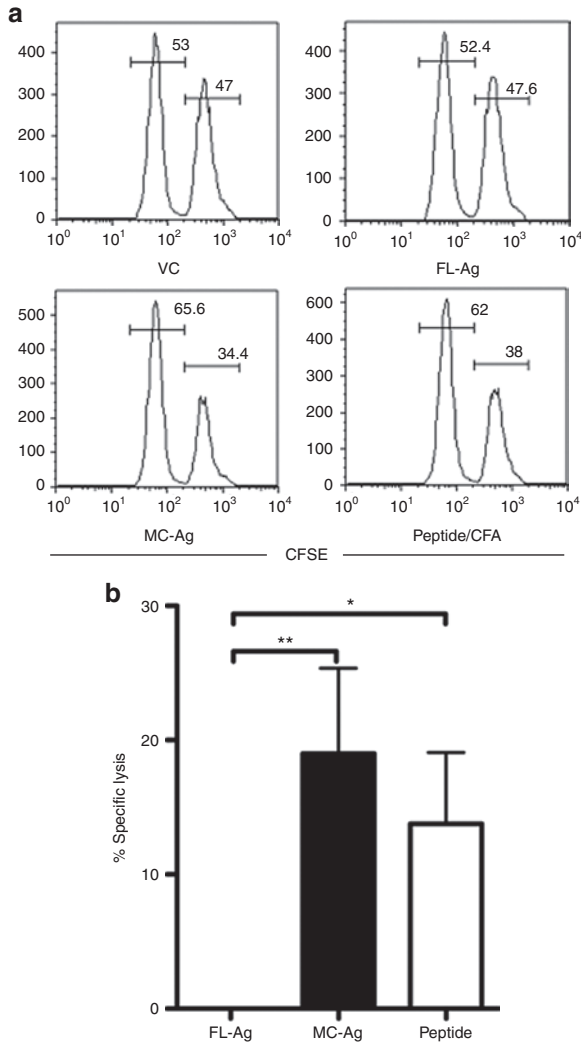 a
53
47
400
300
200
100
0
10⁰ 10¹ 10² 10³ 10⁴
VC
52.4
47.6
400
300
200
100
0
10⁰ 10¹ 10² 10³ 10⁴
FL-Ag
65.6
34.4
500
400
300
200
100
0
10⁰ 10¹ 10² 10³ 10⁴
MC-Ag
62
38
600
400
300
200
100
0
10⁰ 10¹ 10² 10³ 10⁴
Peptide/CFA
CFSE
b
30
20
10
0
% Specific lysis
*
**
FL-Ag MC-Ag Peptide